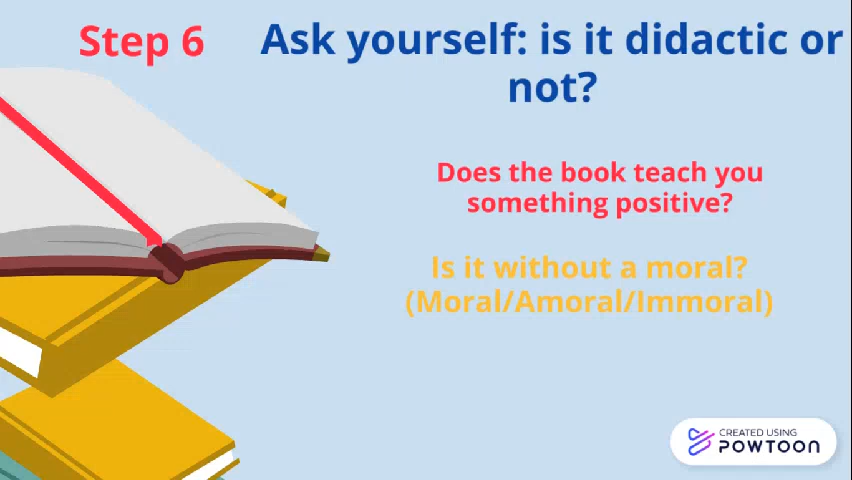 Step 6
Ask yourself: is it didactic or
not?
Does the book teach you
something positive?
Is it without a moral?
(Moral/Amoral/Immoral)
CREATED USING
POWTOON